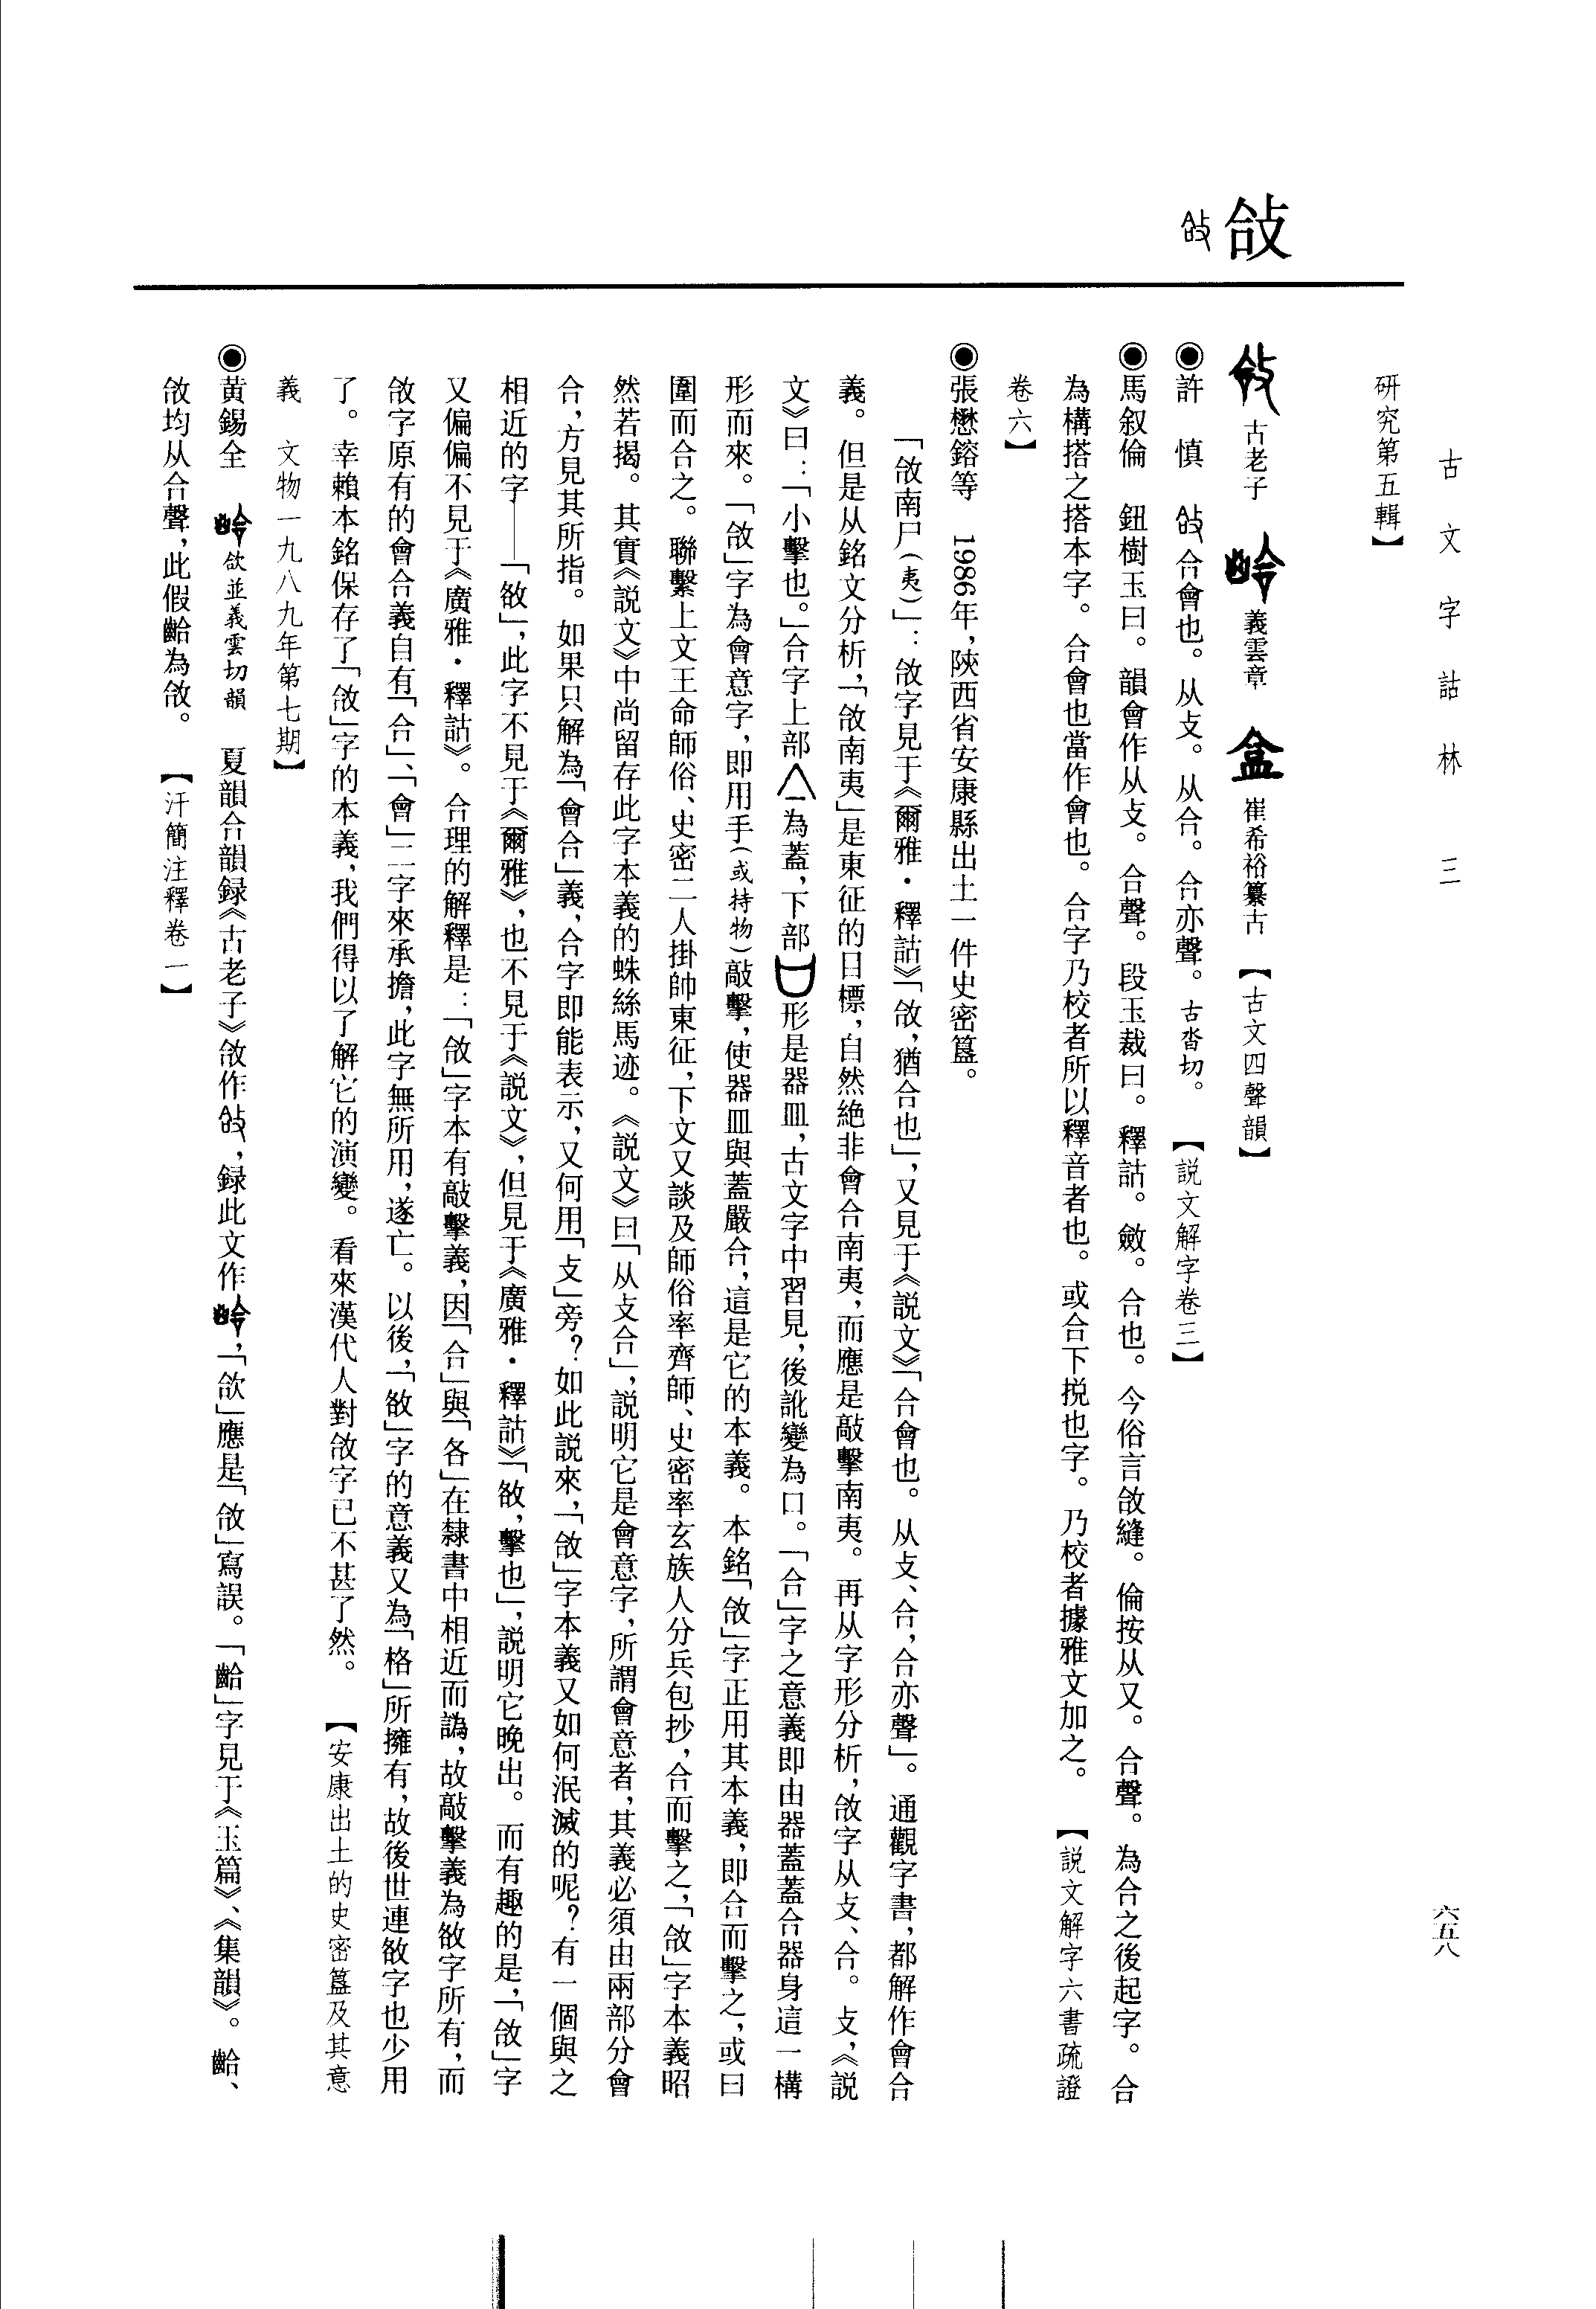 古文字詁林　三
六五八
研究第五輯】
敆
古老子　義雲章　崔希裕纂古　【古文四聲韻】
◉許　慎　合會也。从攴。从合。合亦聲。古沓切。　【説文解字卷三】
◉馬叙倫　鈕樹玉曰。韻會作从攴。合聲。段玉裁曰。釋詁。敆。合也。今俗言敆縫。倫按从又。合聲。為合之後起字。合
為構搭之搭本字。合會也當作會也。合字乃校者所以釋音者也。或合下捝也字。乃校者據雅文加之。　【説文解字六書疏證
卷六】
◉張懋鎔等　1986年，陝西省安康縣出土一件史密簋。
「敆南尸（夷）」：敆字見于《爾雅·釋詁》「敆，猶合也」，又見于《説文》「合會也。从攴、合，合亦聲」。通觀字書，都解作會合
義。但是从銘文分析，「敆南夷」是東征的目標，自然絶非會合南夷，而應是敲擊南夷。再从字形分析，敆字从攴、合。攴，《説
文》曰：「小擊也。」合字上部為蓋，下部形是器皿，古文字中習見，後訛變為口。「合」字之意義即由器蓋蓋合器身這一構
形而來。「敆」字為會意字，即用手（或持物）敲擊，使器皿與蓋嚴合，這是它的本義。本銘「敆」字正用其本義，即合而擊之，或曰
圍而合之。聯繫上文王命師俗、史密二人掛帥東征，下文又談及師俗率齊師、史密率玄族人分兵包抄，合而擊之，「敆」字本義昭
然若揭。其實《説文》中尚留存此字本義的蛛絲馬迹。《説文》曰「从攴合」，説明它是會意字，所謂會意者，其義必須由兩部分會
合，方見其所指。如果只解為「會合」義，合字即能表示，又何用「攴」旁？如此説來，「敆」字本義又如何泯滅的呢？有一個與之
相近的字——「敋」，此字不見于《爾雅》，也不見于《説文》，但見于《廣雅·釋詁》「敋，擊也」，説明它晚出。而有趣的是，「敆」字
又偏偏不見于《廣雅·釋詁》。合理的解釋是：「敆」字本有敲擊義，因「合」與「各」在隸書中相近而譌，故敲擊義為敋字所有，而
敆字原有的會合義自有「合」、「會」二字來承擔，此字無所用，遂亡。以後，「敋」字的意義又為「格」所擁有，故後世連敋字也少用
了。幸賴本銘保存了「敆」字的本義，我們得以了解它的演變。看來漢代人對敆字已不甚了然。　【安康出土的史密簋及其意
義　文物一九八九年第七期】
◉黄錫全　欱並義雲切韻　夏韻合韻録《古老子》敆作，録此文作，「欱」應是「敆」寫誤。「齡」字見于《玉篇》、《集韻》。
敆均从合聲，此假為敆。　【汗簡注釋卷一】